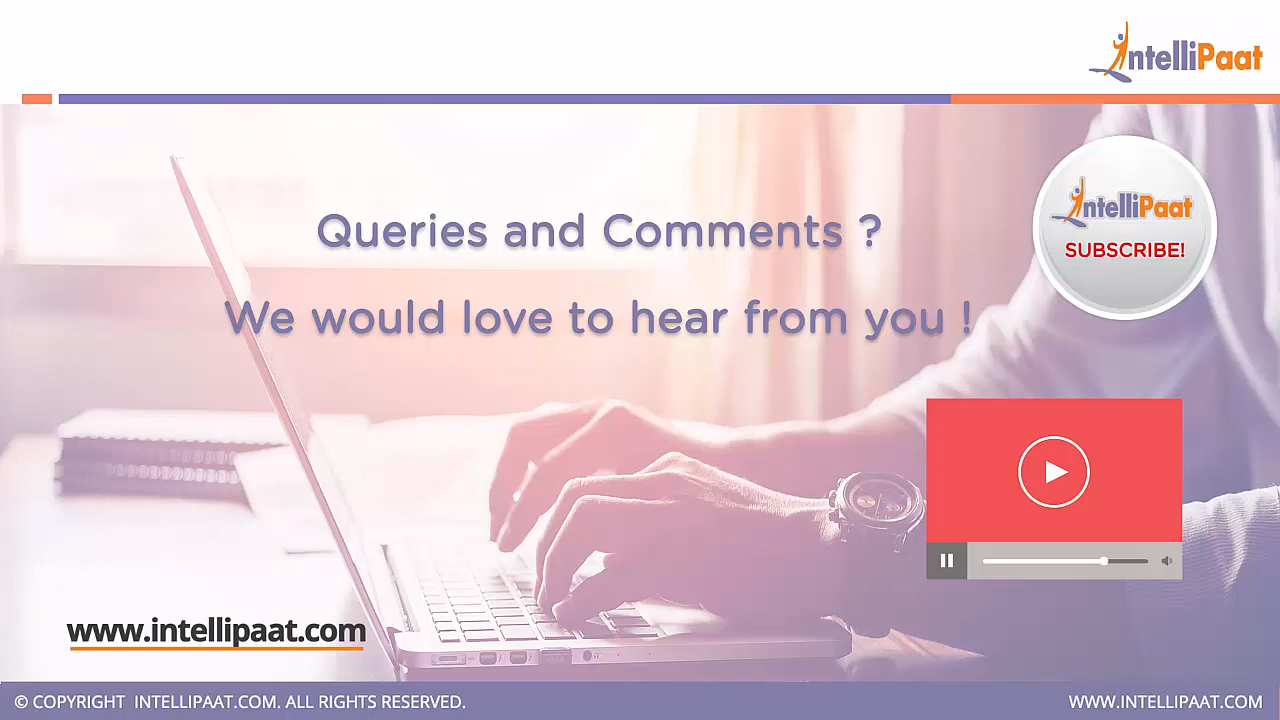 IntelliPaat
Queries and Comments ?
We would love to hear from you !
IntelliPaat
SUBSCRIBE!
www.intellipaat.com
© COPYRIGHT INTELLIPAAT.COM. ALL RIGHTS RESERVED.
WWW.INTELLIPAAT.COM